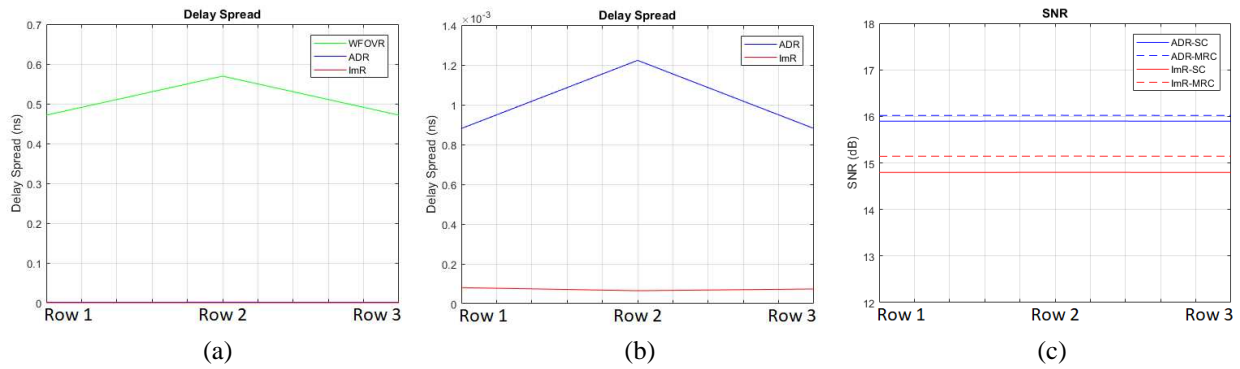 Delay Spread
0.7
0.6
0.5
0.4
0.3
0.2
0.1
0
Delay Spread (ns)
WFOVR
ADR
ImR
Row 1 Row 2 Row 3
(a)
×10⁻³
Delay Spread
1.4
1.2
1
0.8
0.6
0.4
0.2
0
Delay Spread (ns)
ADR
ImR
Row 1 Row 2 Row 3
(b)
SNR
18
17
16
15
14
13
12
SNR (dB)
ADR-SC
ADR-MRC
ImR-SC
ImR-MRC
Row 1 Row 2 Row 3
(c)